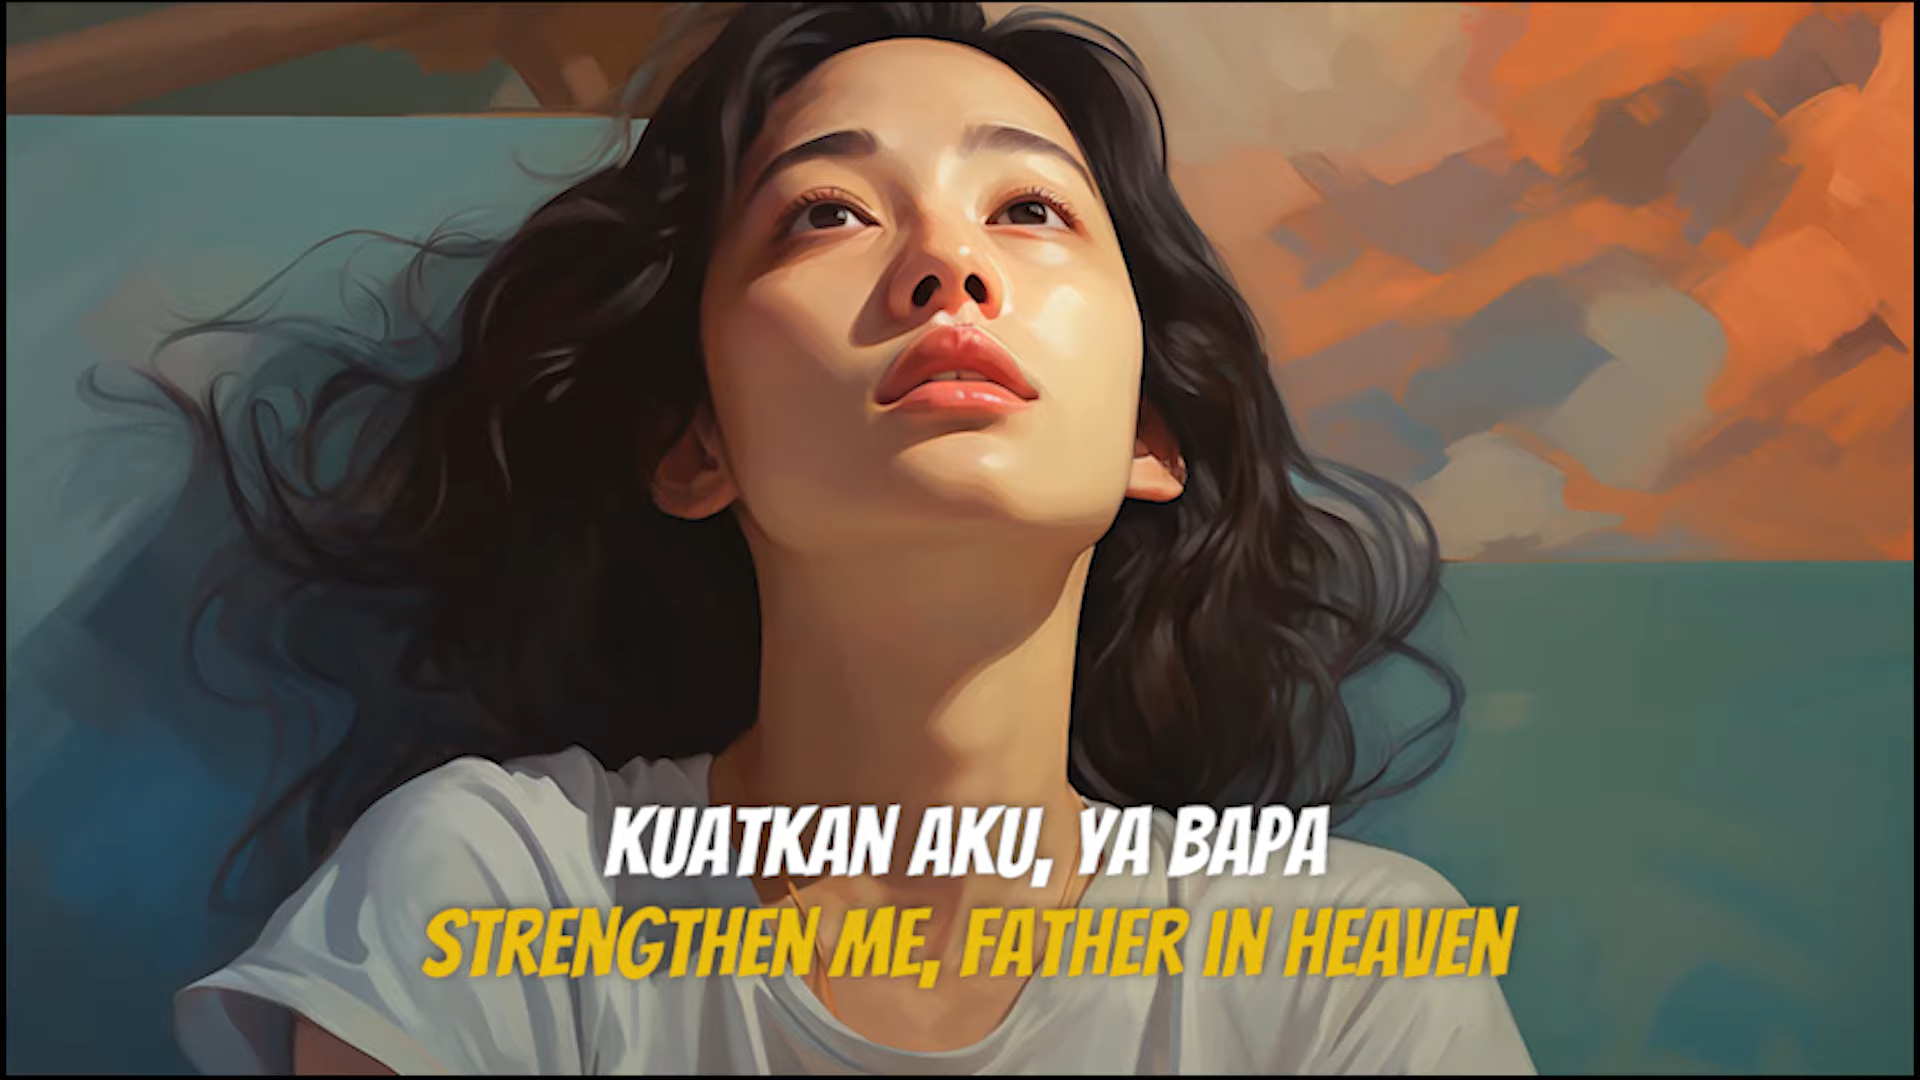 KUATKAN AKU, YA BAPA
STRENGTHEN ME, FATHER IN HEAVEN